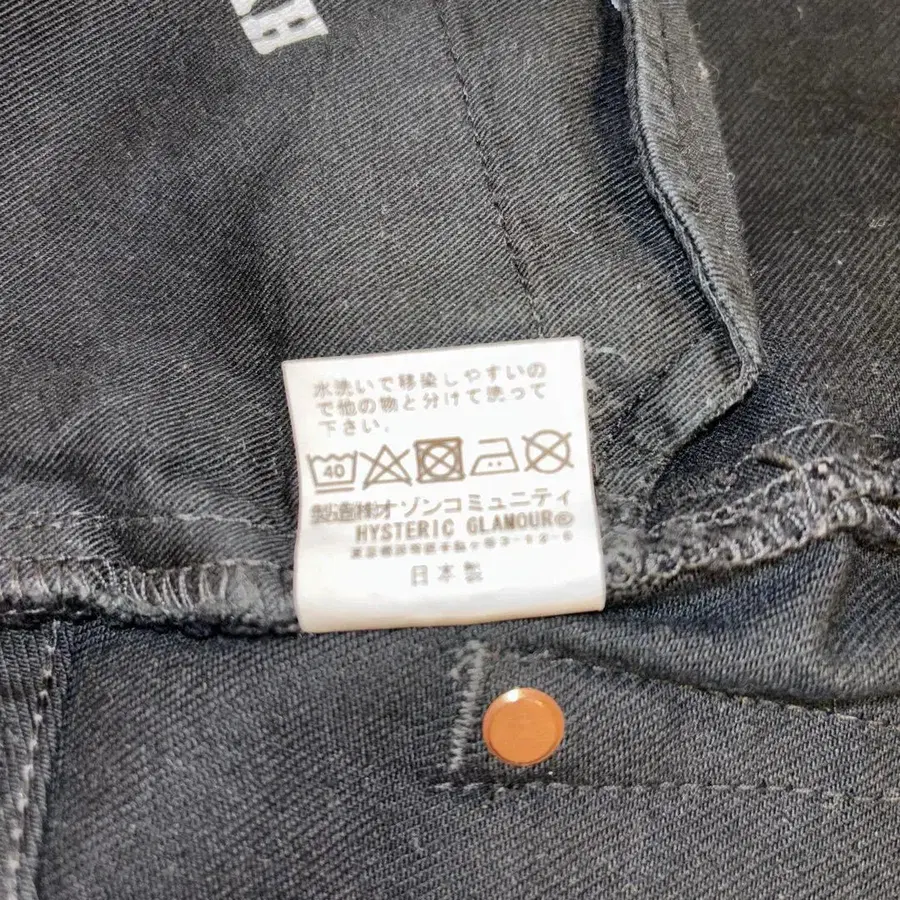 水洗いで移染しやすいの
で他の物と分けて洗って
下さい。
40
製造㈱オゾンコミュニティ
HYSTERIC GLAMOUR®
日本製